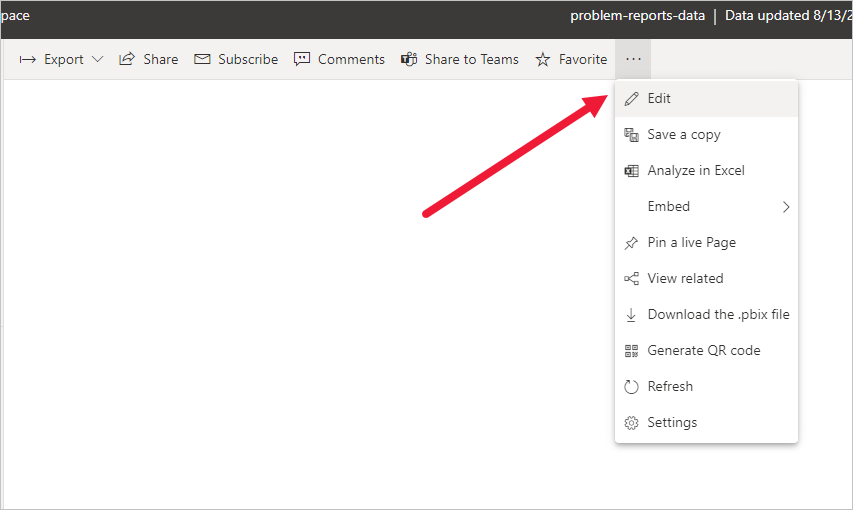 pace
problem-reports-data | Data updated 8/13/2
Export Share Subscribe Comments Share to Teams Favorite ...
Edit
Save a copy
Analyze in Excel
Embed
Pin a live Page
View related
Download the .pbix file
Generate QR code
Refresh
Settings